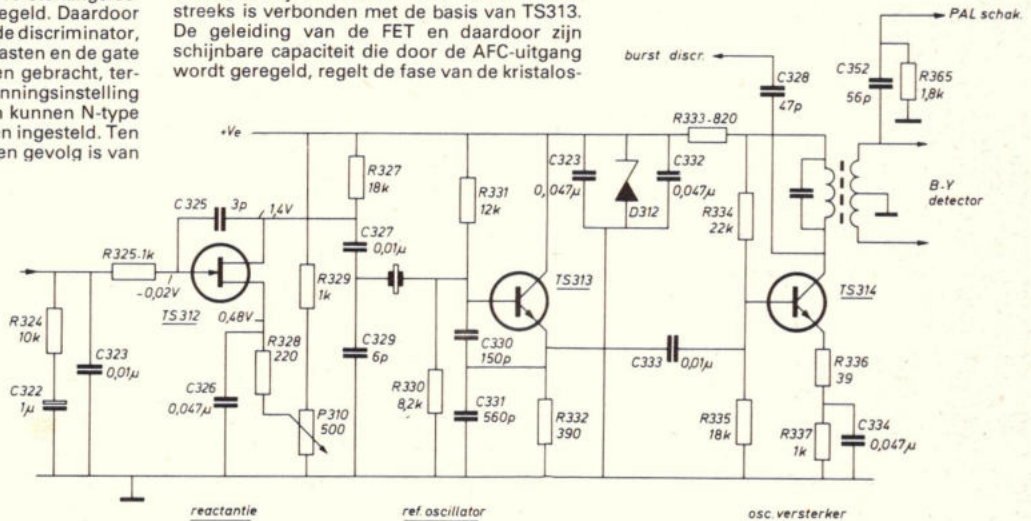 egeld. Daardoor
de discriminator,
asten en de gate
en gebracht, ter-
nningsinstelling
n kunnen N-type
en ingesteld. Ten
en gevolg is van
streeks is verbonden met de basis van TS313.
De geleiding van de FET en daardoor zijn
schijnbare capaciteit die door de AFC-uitgang
wordt geregeld, regelt de fase van de kristalos-
PAL schak.
burst discr.
C328
47p
C352
56p
R365
1,8k
+Ve
R333-820
R327
18k
C323
0,047µ
C332
0,047µ
D312
R331
12k
R334
22k
B-Y
detector
C325
3p
1,4V
C327
0,01µ
R325-1k
-0,02V
TS312
0,48V
R329
1k
TS313
TS314
R324
10k
C323
0,01µ
C322
1µ
R328
220
C326
0,047µ
P310
500
C329
6p
R330
8,2k
C330
150p
C331
560p
R332
390
C333
0,01µ
R335
18k
R336
39
R337
1k
C334
0,047µ
reactantie
ref. oscillator
osc. versterker